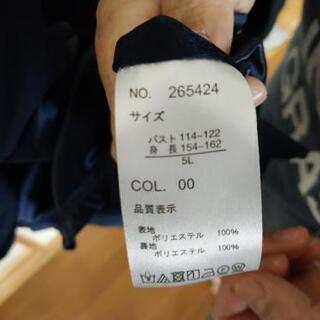 NO. 265424
サイズ
バスト 114-122
身 長 154-162
5L
COL. 00
品質表示
表地
ポリエステル 100%
裏地
ポリエステル 100%